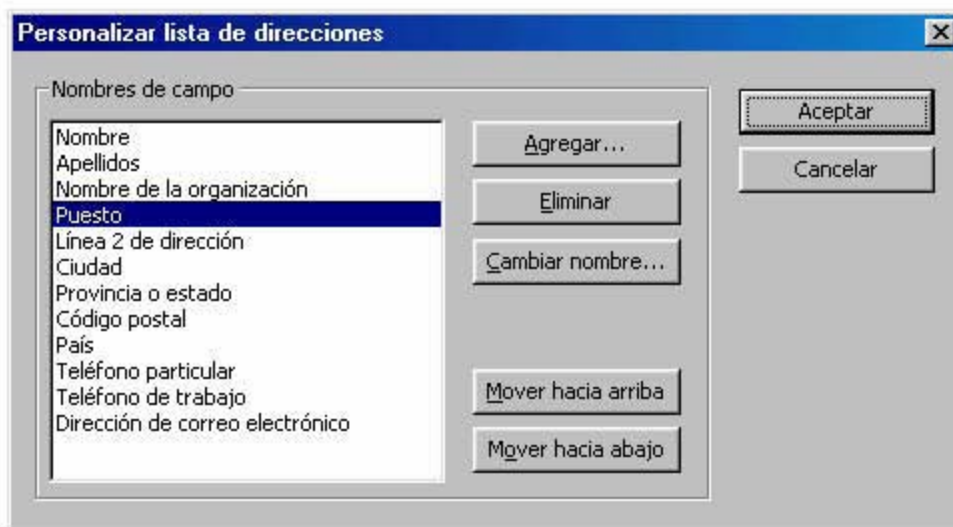 Personalizar lista de direcciones
Nombres de campo
Nombre
Apellidos
Nombre de la organización
Puesto
Línea 2 de dirección
Ciudad
Provincia o estado
Código postal
País
Teléfono particular
Teléfono de trabajo
Dirección de correo electrónico
Agregar...
Eliminar
Cambiar nombre...
Mover hacia arriba
Mover hacia abajo
Aceptar
Cancelar